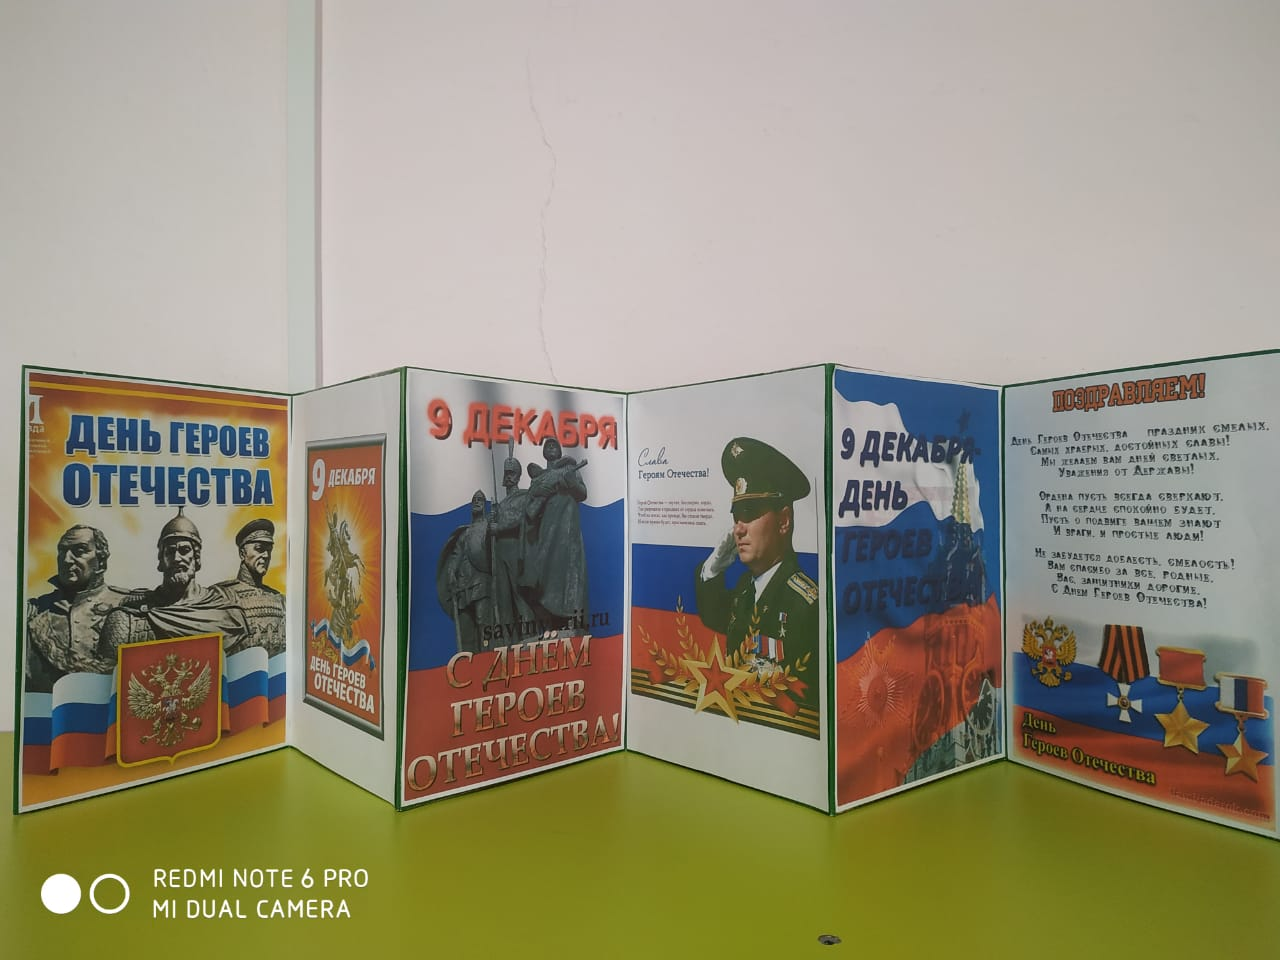 ДЕНЬ ГЕРОЕВ
ОТЕЧЕСТВА
9 ДЕКАБРЯ
ДЕНЬ ГЕРОЕВ
ОТЕЧЕСТВА
9 ДЕКАБРЯ
savinyerii.ru
С ДНЁМ
ГЕРОЕВ
ОТЕЧЕСТВА!
Слава
Героям Отечества!
9 ДЕКАБРЯ-
ДЕНЬ
ГЕРОЕВ
ОТЕЧЕСТВА
ПОЗДРАВЛЯЕМ!
День Героев Отечества праздник смелых,
Самых храбрых, достойных славы!
Мы желаем вам дней светлых,
Уважения от Державы!
Ордена пусть всегда сверкают,
А на сердце спокойно будет,
Пусть о подвиге вашем знают
И враги, и простые люди!
Не забудется доблесть, смелость!
Вам спасибо за все, родные,
Вас, защитники дорогие,
С Днем Героев Отечества!
День
Героев Отечества
REDMI NOTE 6 PRO
MI DUAL CAMERA